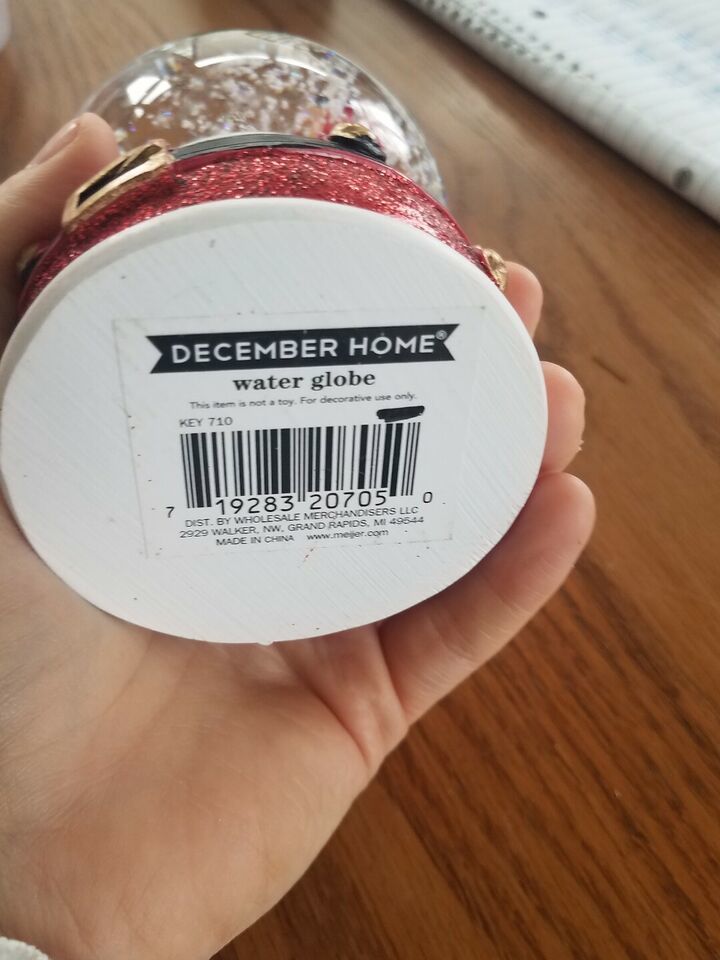 DECEMBER HOME®
water globe
This item is not a toy. For decorative use only.
KEY 710
7 19283 20705 0
DIST. BY WHOLESALE MERCHANDISERS LLC
2929 WALKER, NW, GRAND RAPIDS, MI 49544
MADE IN CHINA www.meijer.com